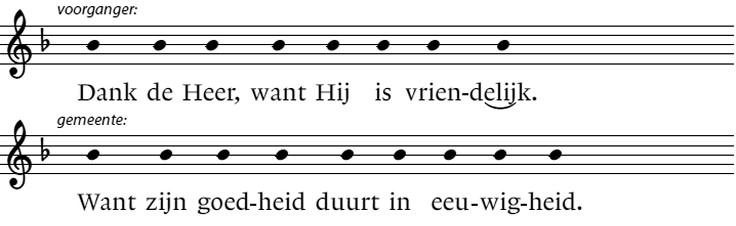 voorganger:
Dank de Heer, want Hij is vrien-delijk.
gemeente:
Want zijn goed-heid duurt in eeu-wig-heid.